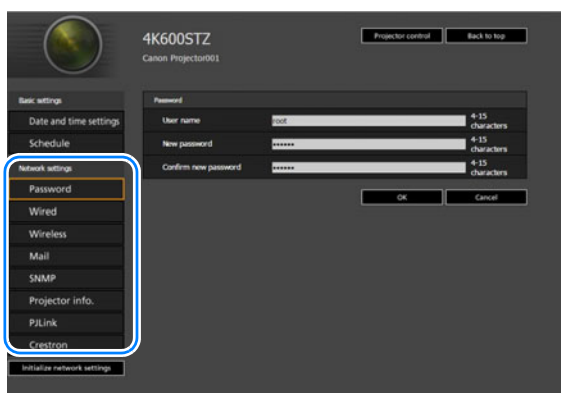 4K600STZ
Canon Projector001
Projector control
Back to top
Basic settings
Date and time settings
Schedule
Network settings
Password
Wired
Wireless
Mail
SNMP
Projector info.
PJLink
Crestron
Initialize network settings
Password
User name
root
4-15
characters
New password
••••••
4-15
characters
Confirm new password
••••••
4-15
characters
OK
Cancel